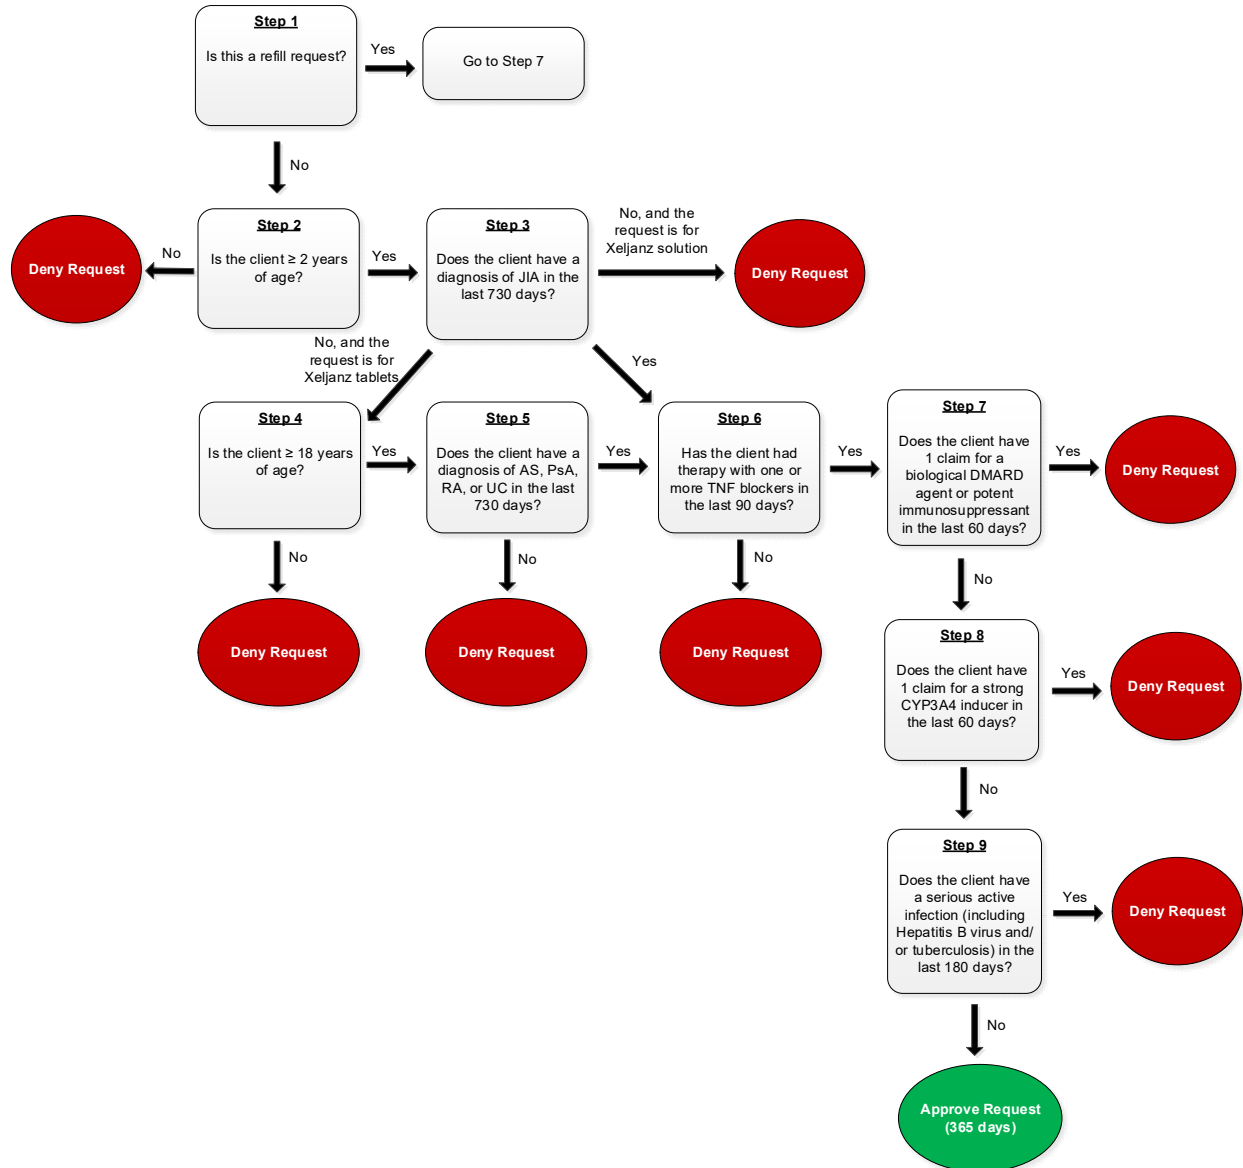 Step 1
Is this a refill request?
Yes
Go to Step 7
No
Step 2
Is the client ≥ 2 years
of age?
No
Deny Request
Yes
Step 3
Does the client have a
diagnosis of JIA in the
last 730 days?
No, and the
request is for
Xeljanz solution
Deny Request
No, and the
request is for
Xeljanz tablets
Yes
Step 4
Is the client ≥ 18 years
of age?
Yes
No
Deny Request
Step 5
Does the client have a
diagnosis of AS, PsA,
RA, or UC in the last
730 days?
Yes
No
Deny Request
Step 6
Has the client had
therapy with one or
more TNF blockers
in the last 90 days?
Yes
No
Deny Request
Step 7
Does the client have
1 claim for a
biological DMARD
agent or potent
immunosuppressant
in the last 60 days?
Yes
Deny Request
No
Step 8
Does the client have
1 claim for a strong
CYP3A4 inducer in
the last 60 days?
Yes
Deny Request
No
Step 9
Does the client have
a serious active
infection (including
Hepatitis B virus and/
or tuberculosis) in the
last 180 days?
Yes
Deny Request
No
Approve Request
(365 days)